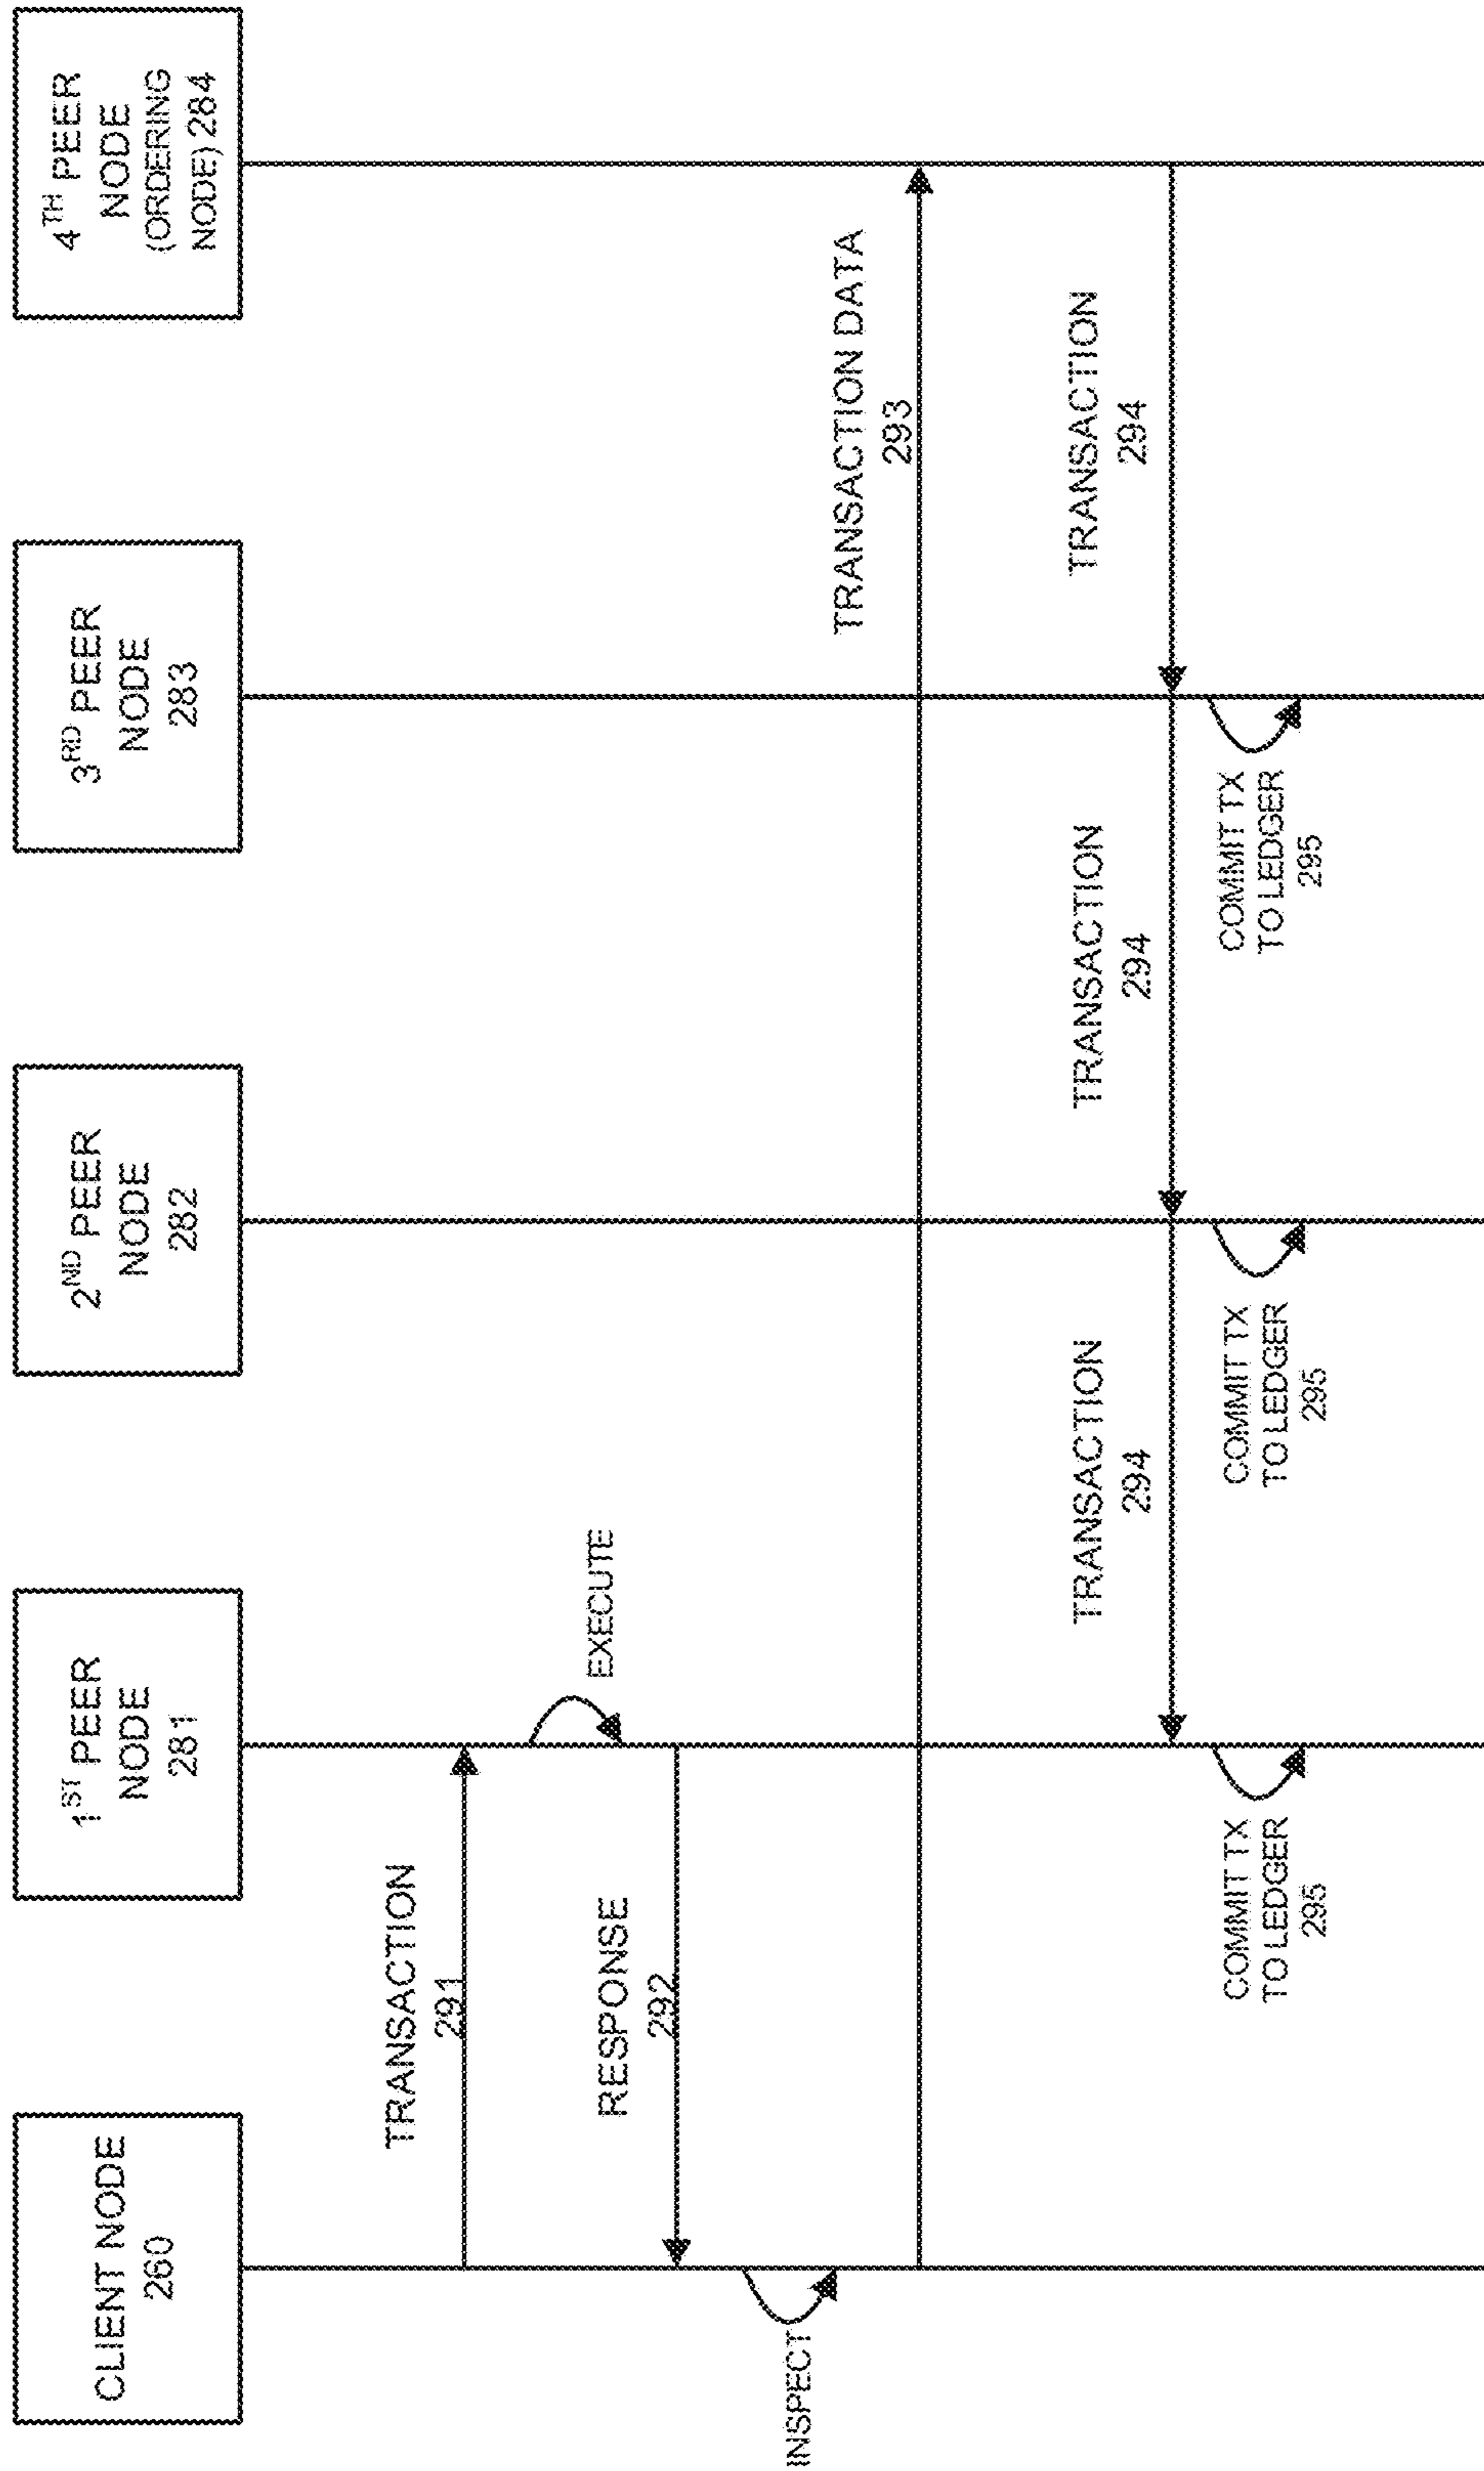 CLIENT NODE
260
1ST PEER
NODE
281
2ND PEER
NODE
282
3RD PEER
NODE
283
4TH PEER
NODE
(ORDERING
NODE) 284
TRANSACTION
291
EXECUTE
RESPONSE
292
INSPECT
TRANSACTION DATA
293
TRANSACTION
294
TRANSACTION
294
TRANSACTION
294
COMMIT TX
TO LEDGER
295
COMMIT TX
TO LEDGER
295
COMMIT TX
TO LEDGER
295